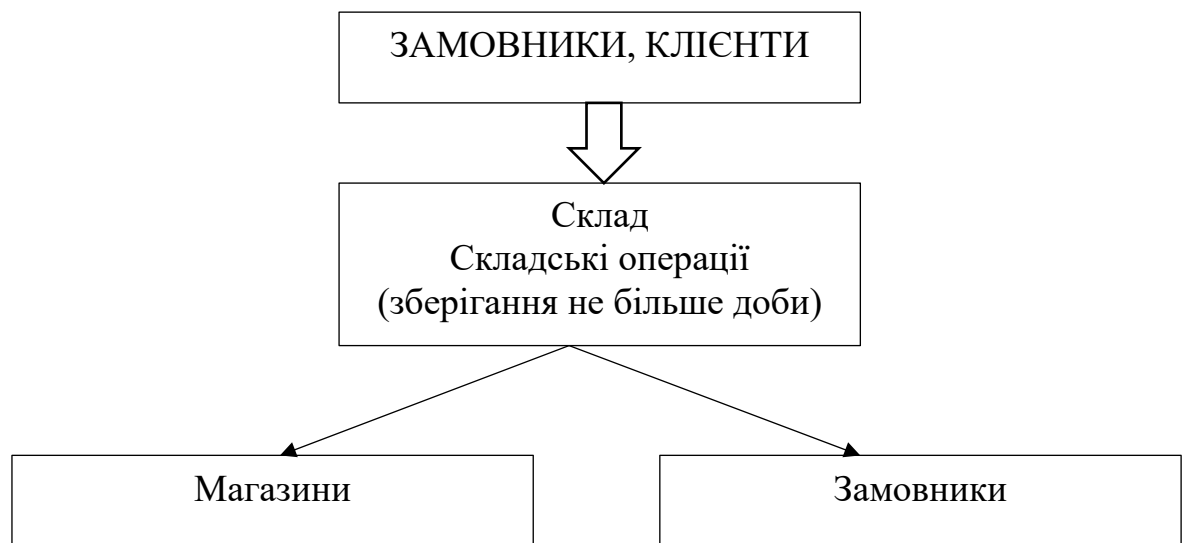 ЗАМОВНИКИ, КЛІЄНТИ
Склад
Складські операції
(зберігання не більше доби)
Магазини
Замовники